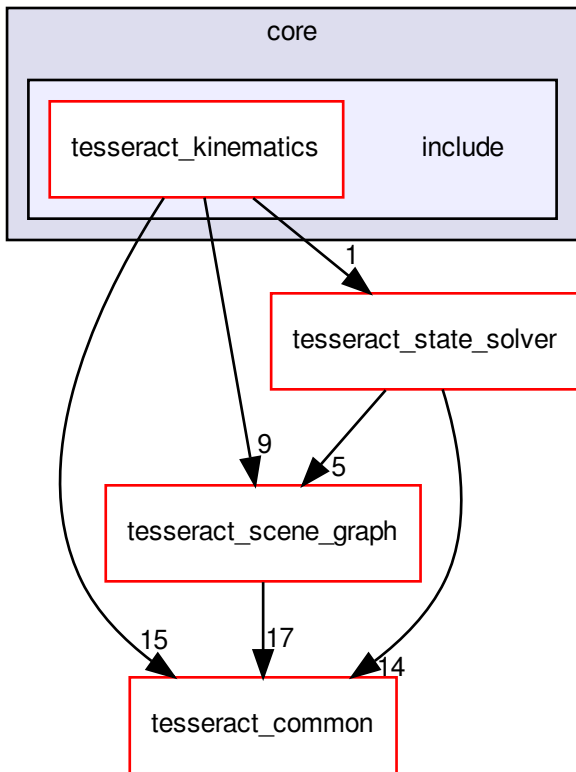 core
tesseract_kinematics
include
1
tesseract_state_solver
9
5
tesseract_scene_graph
15
17
14
tesseract_common